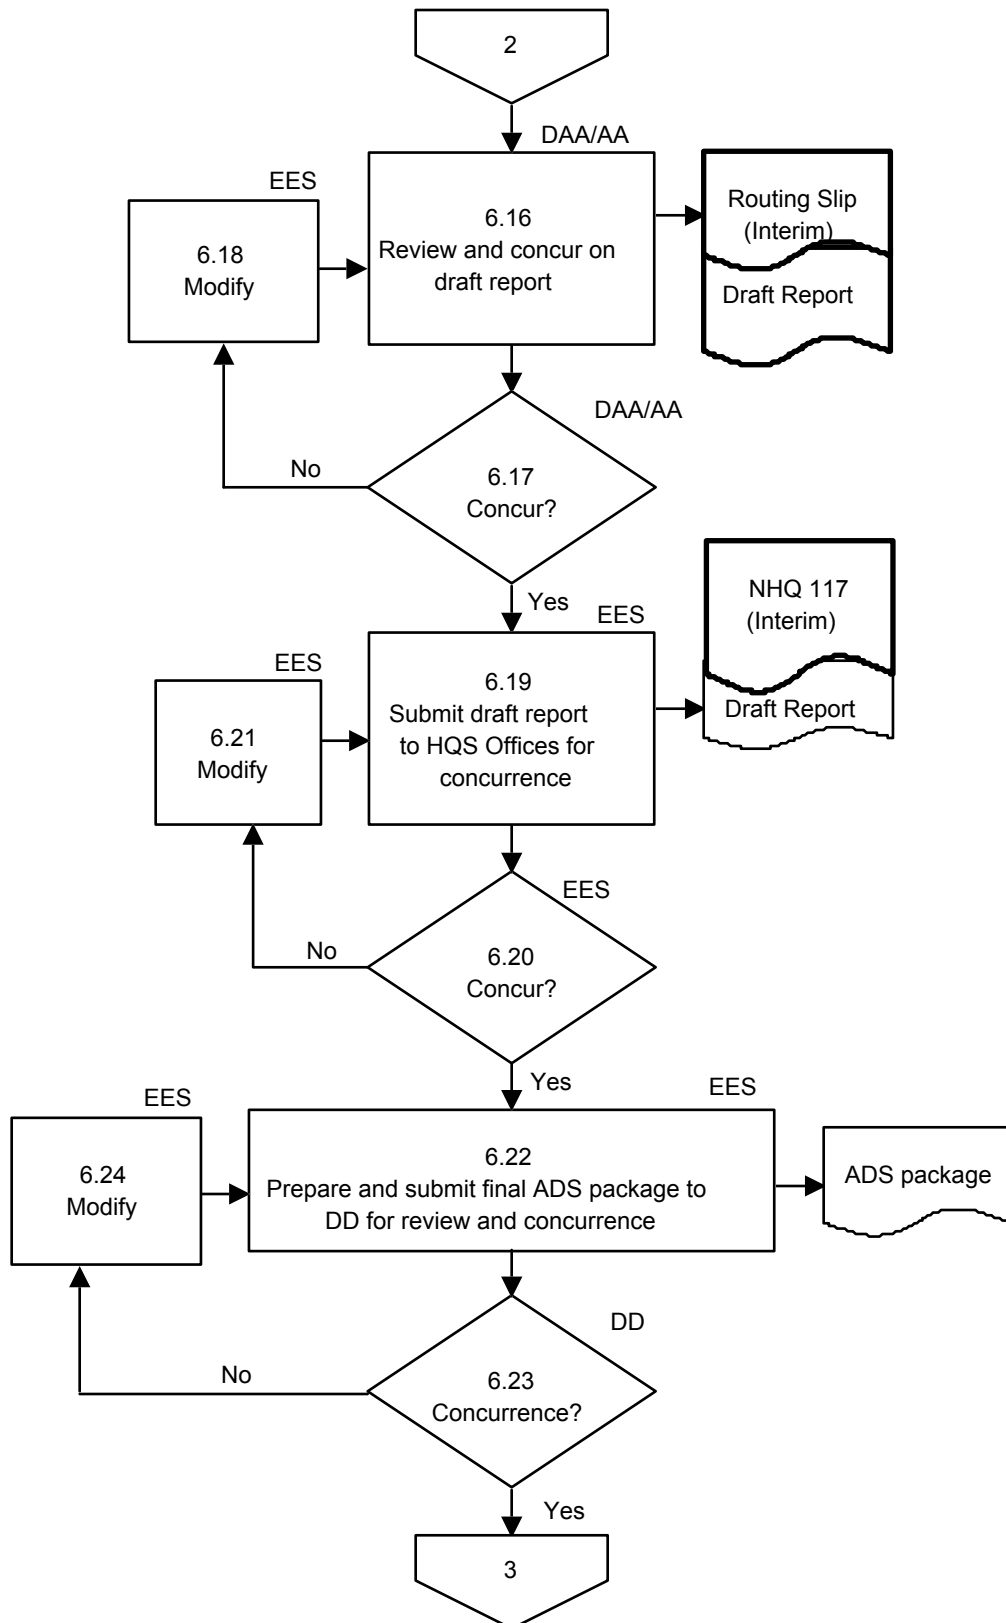 2
DAA/AA
EES
6.16
Review and concur on
draft report
Routing Slip
(Interim)
Draft Report
6.18
Modify
DAA/AA
No
6.17
Concur?
Yes
EES
NHQ 117
(Interim)
Draft Report
EES
6.19
Submit draft report
to HQS Offices for
concurrence
6.21
Modify
EES
No
6.20
Concur?
Yes
EES
EES
6.22
Prepare and submit final ADS package to
DD for review and concurrence
ADS package
6.24
Modify
DD
No
6.23
Concurrence?
Yes
3